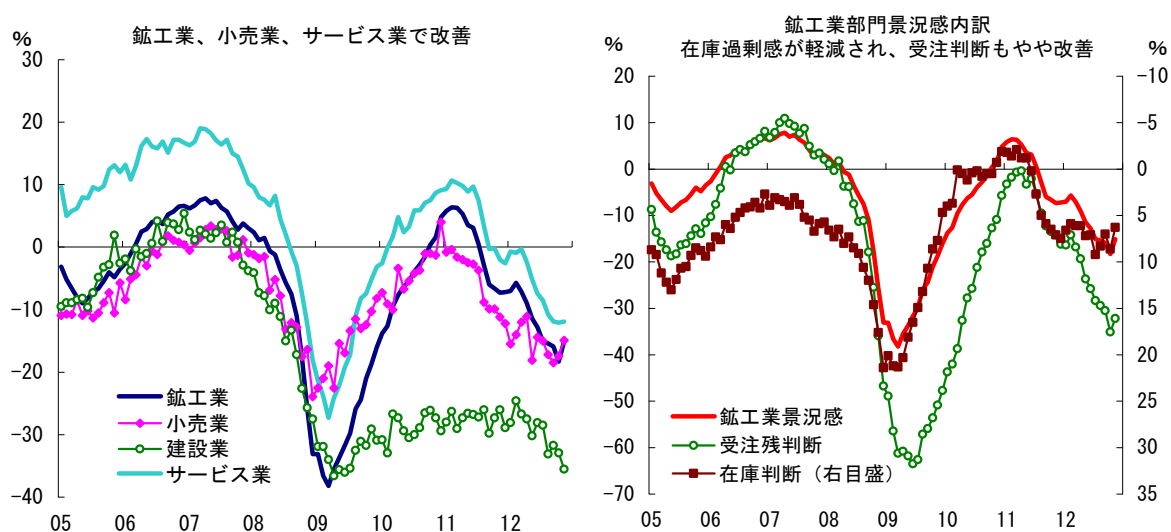 鉱工業、小売業、サービス業で改善
%
30
20
10
0
−10
−20
−30
−40
05 06 07 08 09 10 11 12
鉱工業
小売業
建設業
サービス業
鉱工業部門景況感内訳
在庫過剰感が軽減され、受注判断もやや改善
% %
20
10
0
−10
−20
−30
−40
−50
−60
−70
−10
−5
0
5
10
15
20
25
30
35
05 06 07 08 09 10 11 12
鉱工業景況感
受注残判断
在庫判断（右目盛）